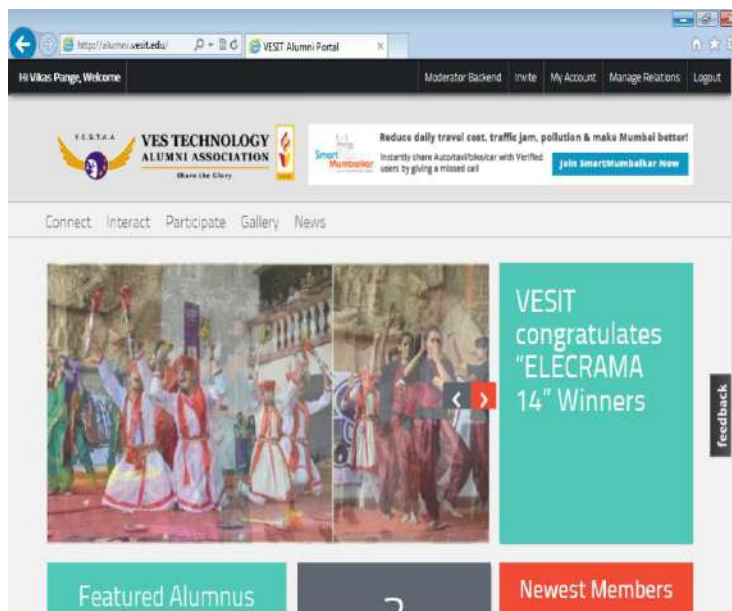 http://alumni.vesit.edu/
VESIT Alumni Portal
Hi Vikas Pange, Welcome
Moderator Backend Invite My Account Manage Relations Logout
V.E.S.T.A.A
VES TECHNOLOGY
ALUMNI ASSOCIATION
Share the Glory
Smart
Mumbaikar
Reduce daily travel cost, traffic jam, pollution & make Mumbai better!
Instantly share Auto/taxi/bike/car with Verified
users by giving a missed call
Join SmartMumbaikar Now
Connect Interact Participate Gallery News
VESIT
congratulates
"ELECRAMA
14" Winners
feedback
Featured Alumnus
Newest Members